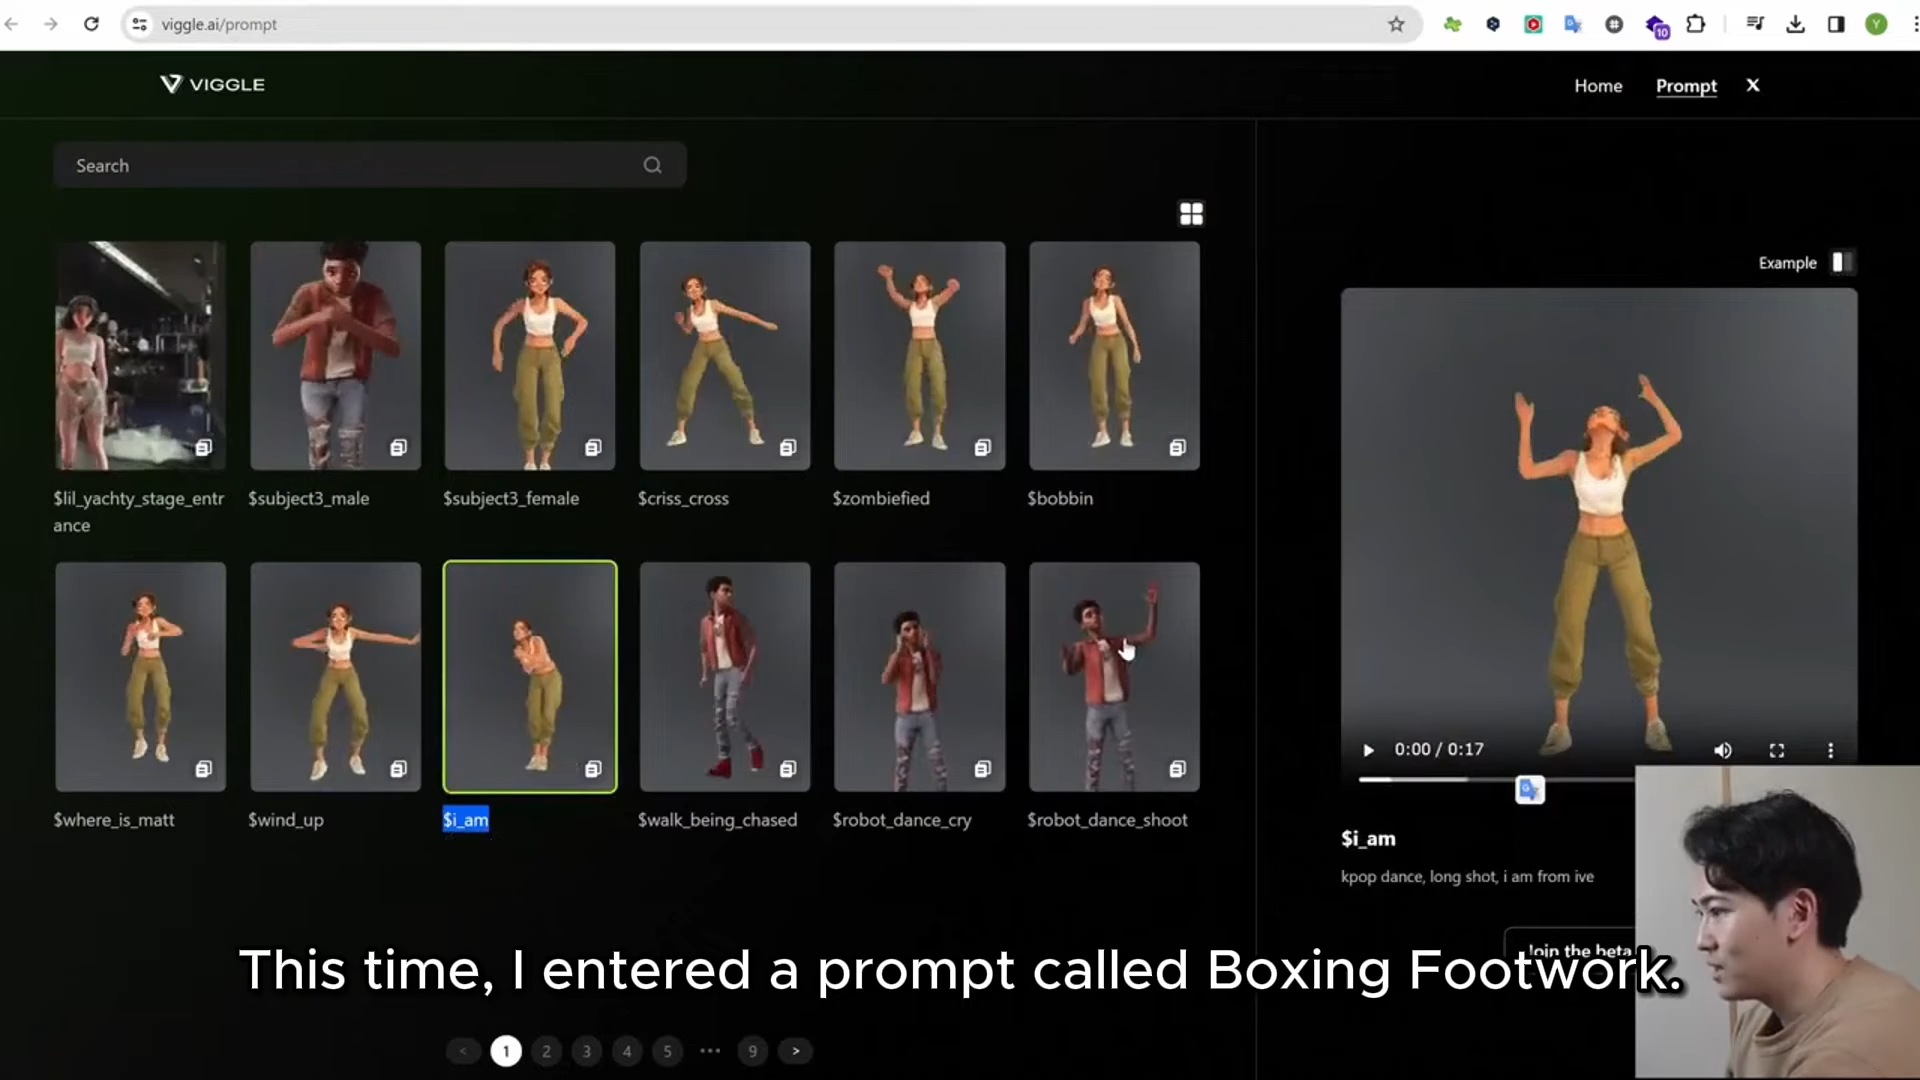 viggle.ai/prompt
10
Y
VIGGLE
Home
Prompt
X
Search
Example
$lil_yachty_stage_entr
ance
$subject3_male
$subject3_female
$criss_cross
$zombiefied
$bobbin
0:00 / 0:17
$where_is_matt
$wind_up
$i_am
$walk_being_chased
$robot_dance_cry
$robot_dance_shoot
$i_am
kpop dance, long shot, i am from ive
Join the beta
This time, I entered a prompt called Boxing Footwork.
< 1 2 3 4 5 ••• 9 >